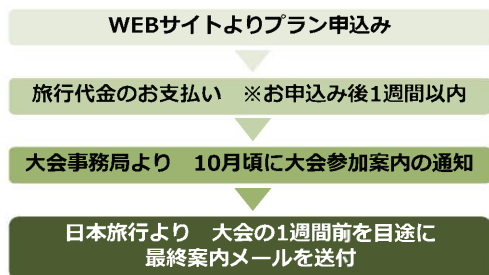 WEBサイトよりプラン申込み
旅行代金のお支払い　※お申込み後1週間以内
大会事務局より　10月頃に大会参加案内の通知
日本旅行より　大会の1週間前を目途に
最終案内メールを送付